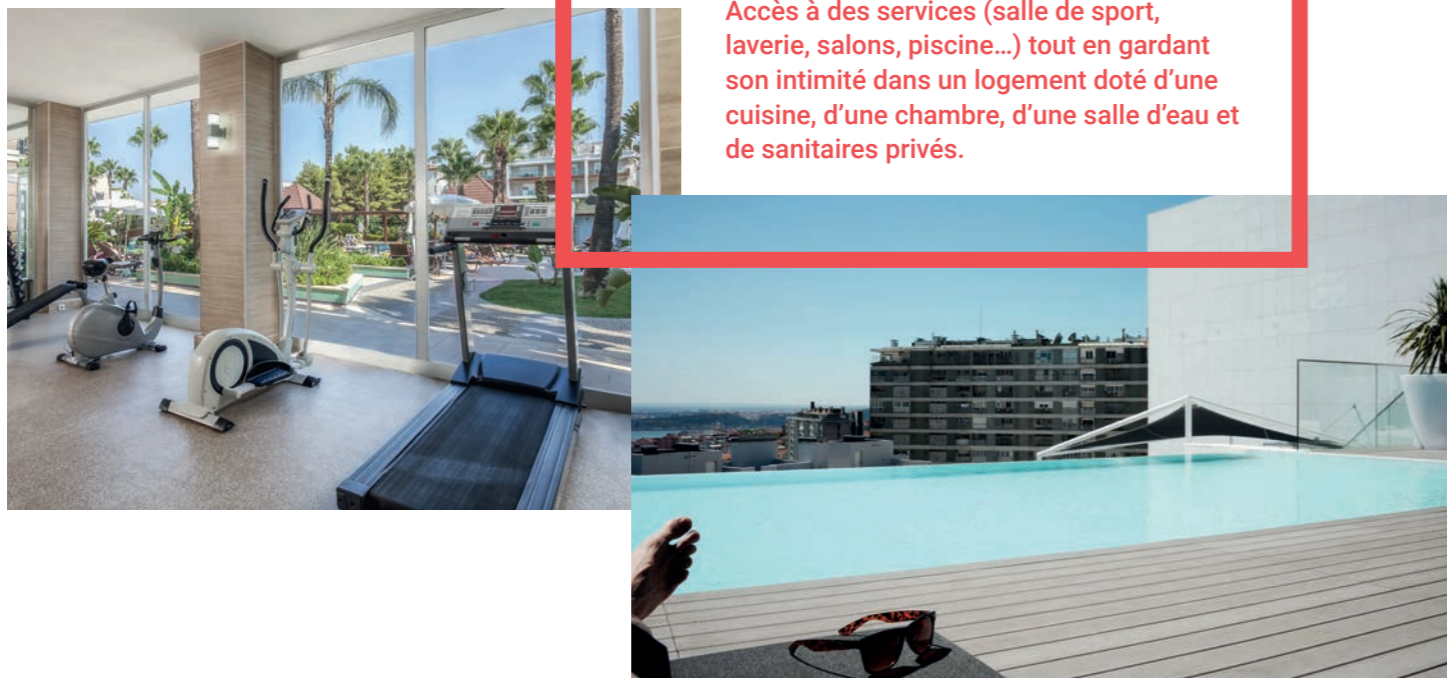 Accès à des services (salle de sport,
laverie, salons, piscine…) tout en gardant
son intimité dans un logement doté d’une
cuisine, d’une chambre, d’une salle d’eau et
de sanitaires privés.